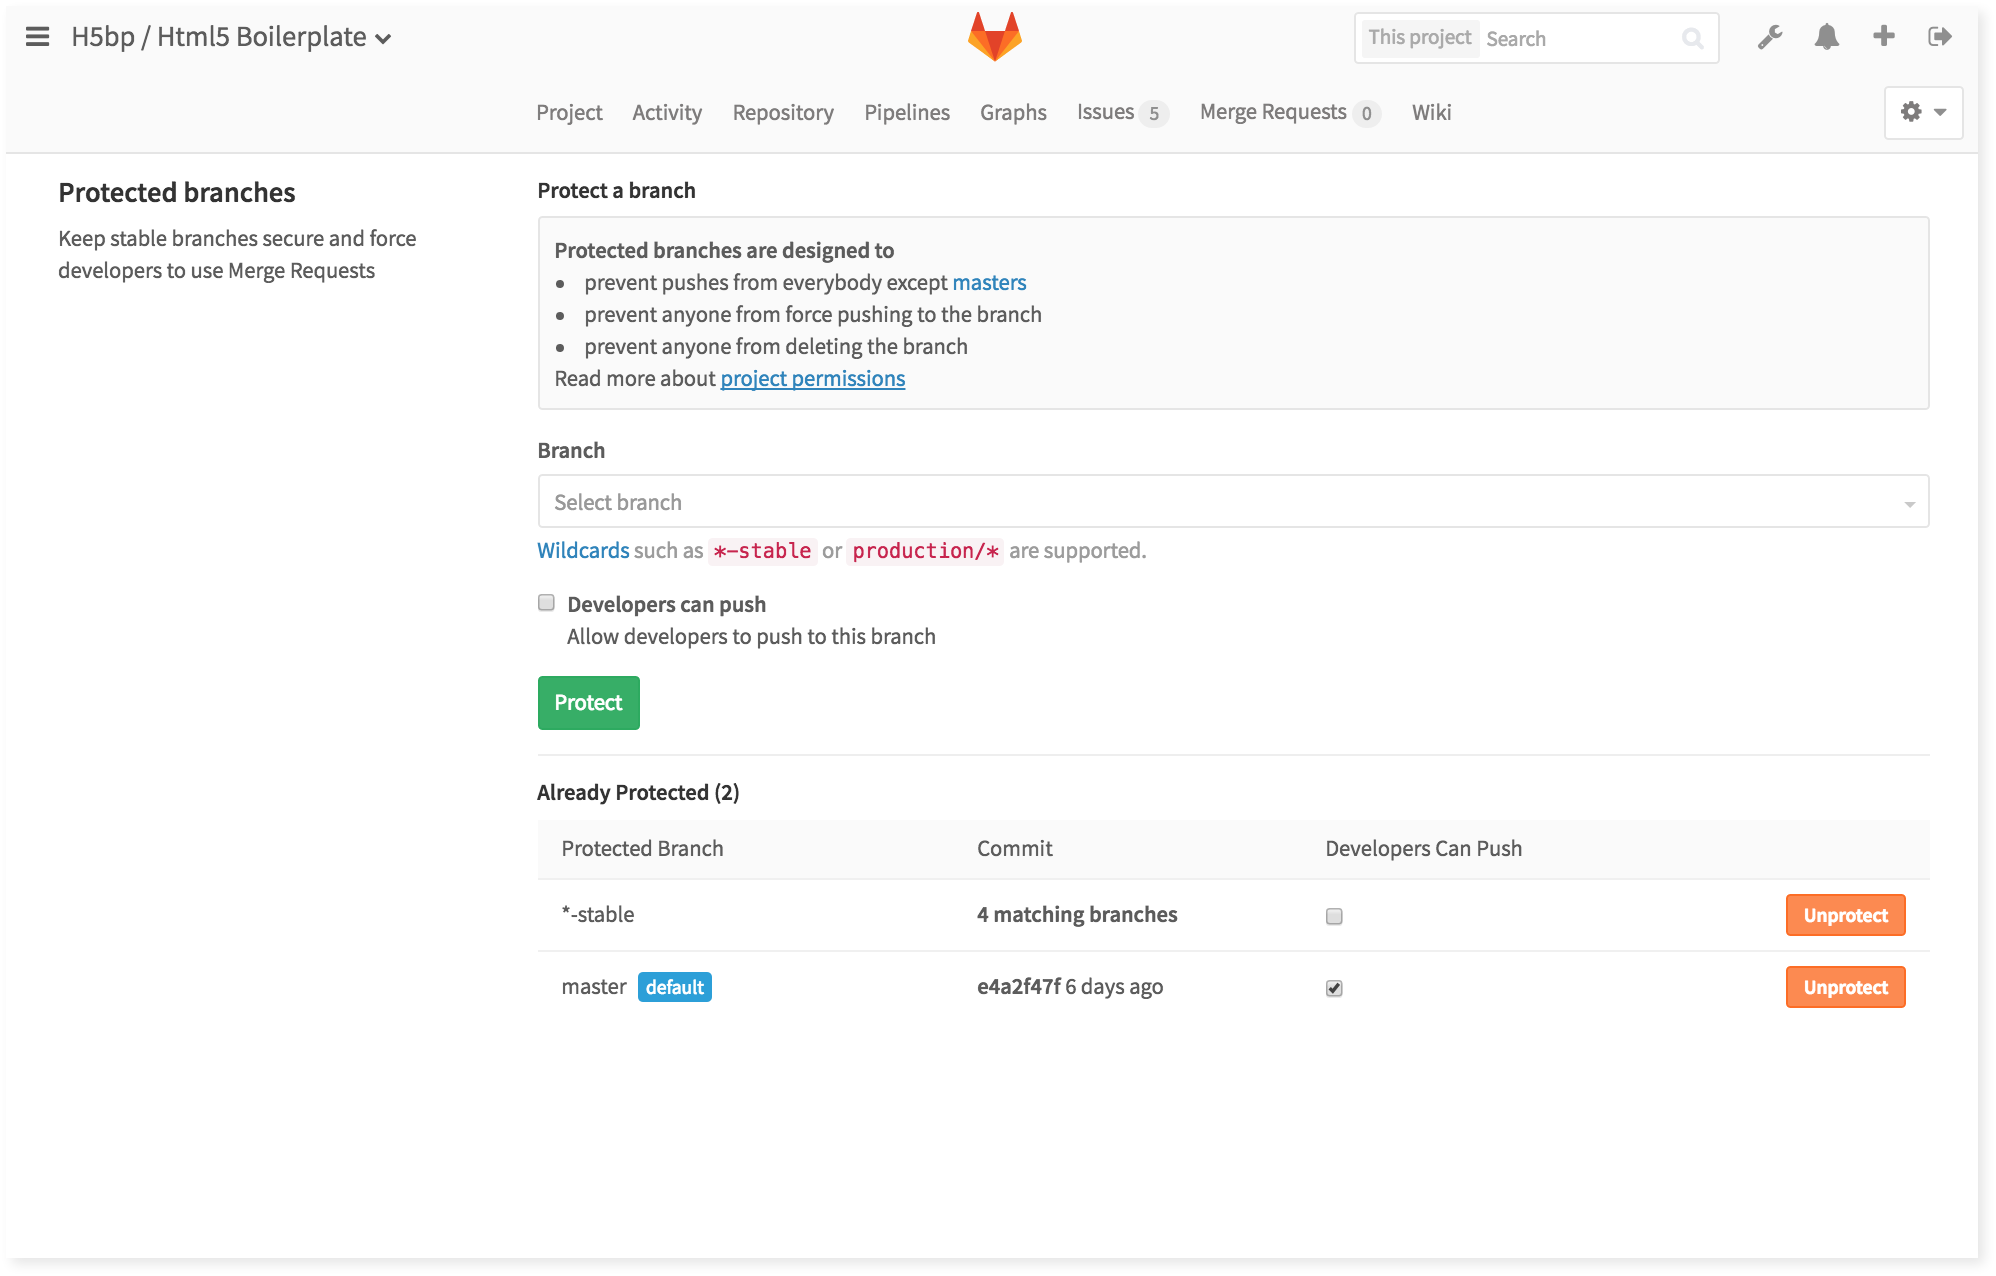 H5bp / Html5 Boilerplate
This project Search
Project Activity Repository Pipelines Graphs Issues 5 Merge Requests 0 Wiki
Protected branches
Keep stable branches secure and force
developers to use Merge Requests
Protect a branch
Protected branches are designed to
• prevent pushes from everybody except masters
• prevent anyone from force pushing to the branch
• prevent anyone from deleting the branch
Read more about project permissions
Branch
Select branch
Wildcards such as *-stable or production/* are supported.
Developers can push
Allow developers to push to this branch
Protect
Already Protected (2)
Protected Branch Commit Developers Can Push
*-stable 4 matching branches Unprotect
master default e4a2f47f 6 days ago Unprotect